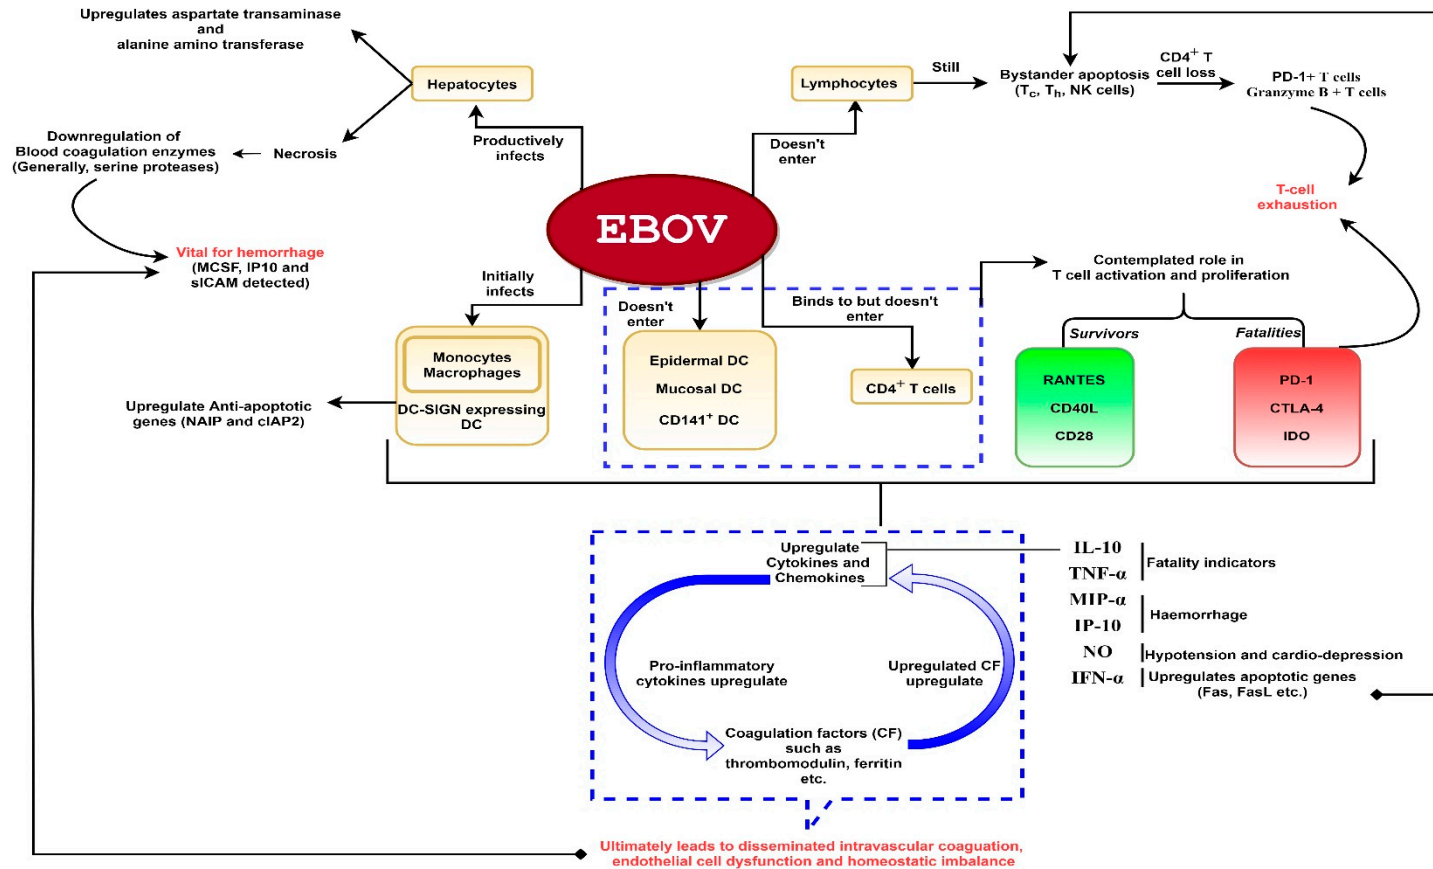 Upregulates aspartate transaminase
and
alanine amino transferase
Hepatocytes
Productively
infects
Necrosis
Downregulation of
Blood coagulation enzymes
(Generally, serine proteases)
Vital for hemorrhage
(MCSF, IP10 and
sICAM detected)
EBOV
Lymphocytes
Doesn't
enter
Still
Bystander apoptosis
(Tc, Th, NK cells)
CD4+ T
cell loss
PD-1+ T cells
Granzyme B + T cells
T-cell
exhaustion
Initially
infects
Monocytes
Macrophages
DC-SIGN expressing
DC
Upregulate Anti-apoptotic
genes (NAIP and cIAP2)
Doesn't
enter
Epidermal DC
Mucosal DC
CD141+ DC
Binds to but doesn't
enter
CD4+ T cells
Contemplated role in
T cell activation and proliferation
Survivors
RANTES
CD40L
CD28
Fatalities
PD-1
CTLA-4
IDO
Upregulate
Cytokines and
Chemokines
Pro-inflammatory
cytokines upregulate
Upregulated CF
upregulate
Coagulation factors (CF)
such as
thrombomodulin, ferritin
etc.
IL-10
TNF-α
Fatality indicators
MIP-α
IP-10
Haemorrhage
NO
Hypotension and cardio-depression
IFN-α
Upregulates apoptotic genes
(Fas, FasL etc.)
Ultimately leads to disseminated intravascular coaguation,
endothelial cell dysfunction and homeostatic imbalance